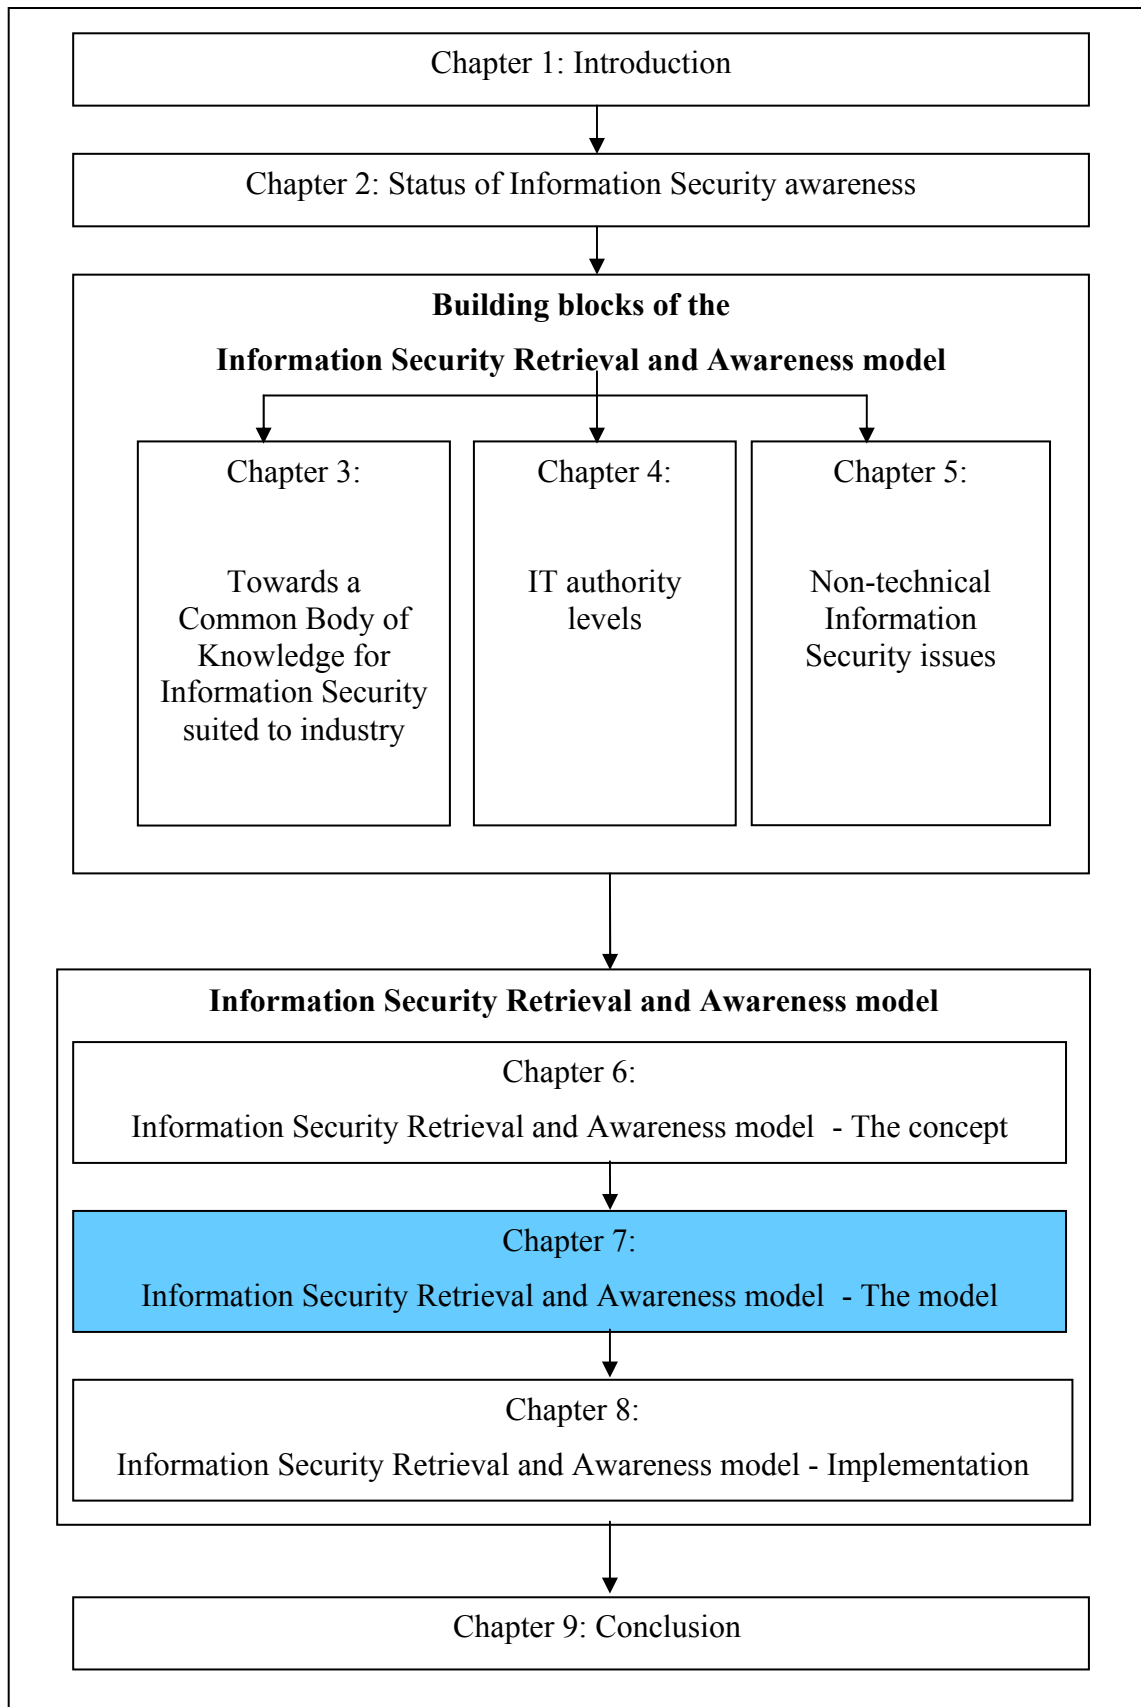 Chapter 1: Introduction
Chapter 2: Status of Information Security awareness
Building blocks of the
Information Security Retrieval and Awareness model
Chapter 3:
Towards a
Common Body of
Knowledge for
Information Security
suited to industry
Chapter 4:
IT authority
levels
Chapter 5:
Non-technical
Information
Security issues
Information Security Retrieval and Awareness model
Chapter 6:
Information Security Retrieval and Awareness model - The concept
Chapter 7:
Information Security Retrieval and Awareness model - The model
Chapter 8:
Information Security Retrieval and Awareness model - Implementation
Chapter 9: Conclusion